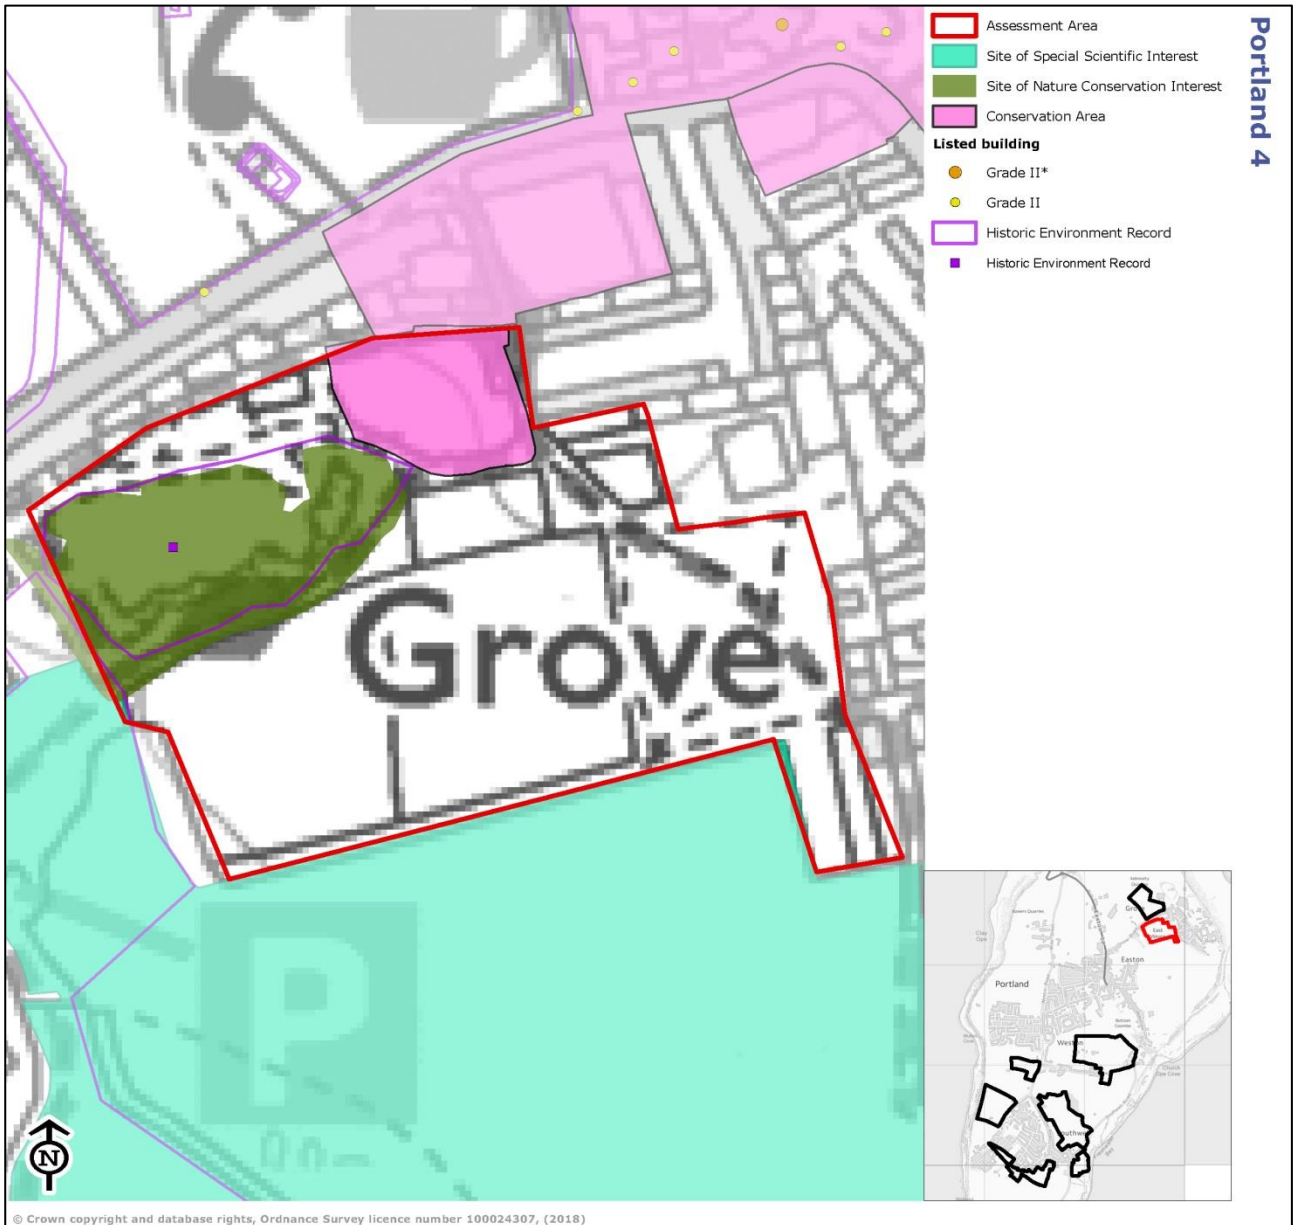 Portland 4
Assessment Area
Site of Special Scientific Interest
Site of Nature Conservation Interest
Conservation Area
Listed building
Grade II*
Grade II
Historic Environment Record
Historic Environment Record
Grove
P
N
Portland
Easton
Weston
© Crown copyright and database rights, Ordnance Survey licence number 100024307, (2018)